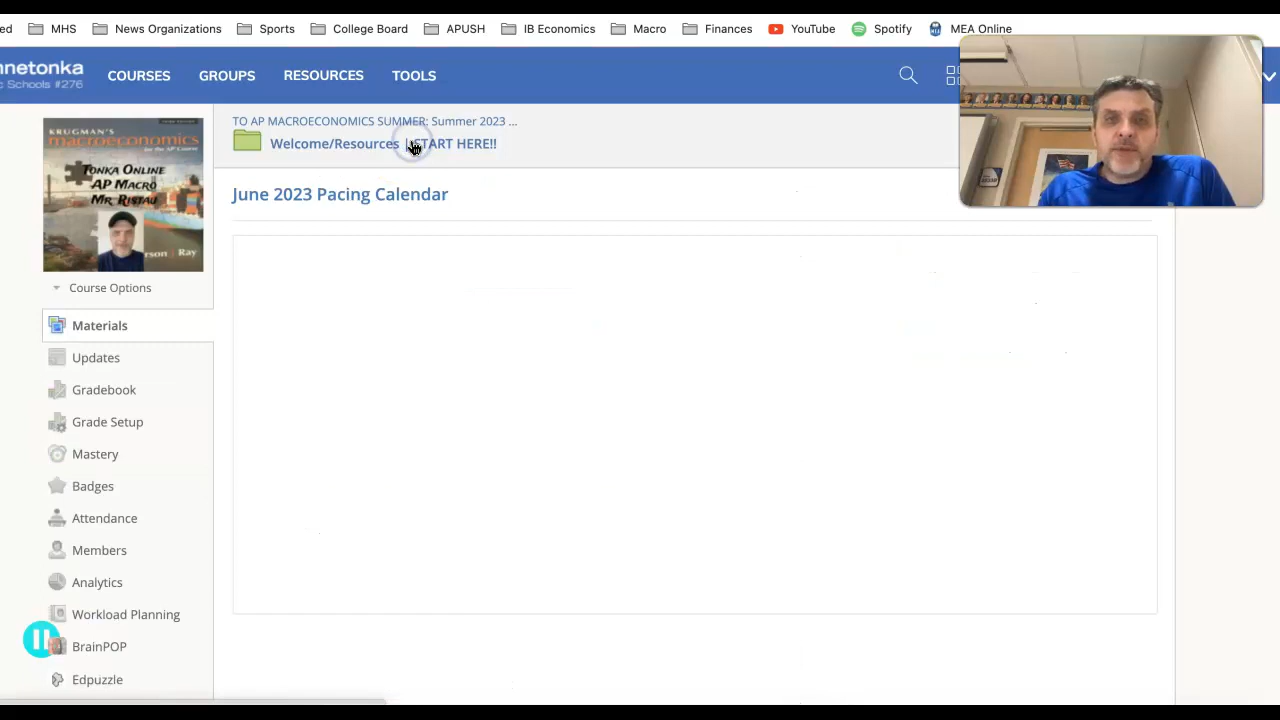 ed MHS News Organizations Sports College Board APUSH IB Economics Macro Finances YouTube Spotify MEA Online
nnetonka
c Schools #276
COURSES GROUPS RESOURCES TOOLS
TO AP MACROECONOMICS SUMMER: Summer 2023 ...
Welcome/Resources | START HERE!!
June 2023 Pacing Calendar
KRUGMAN'S
macroeconomics
TONKA ONLINE
AP MACRO
MR RISTAU
rson | Ray
Course Options
Materials
Updates
Gradebook
Grade Setup
Mastery
Badges
Attendance
Members
Analytics
Workload Planning
BrainPOP
Edpuzzle